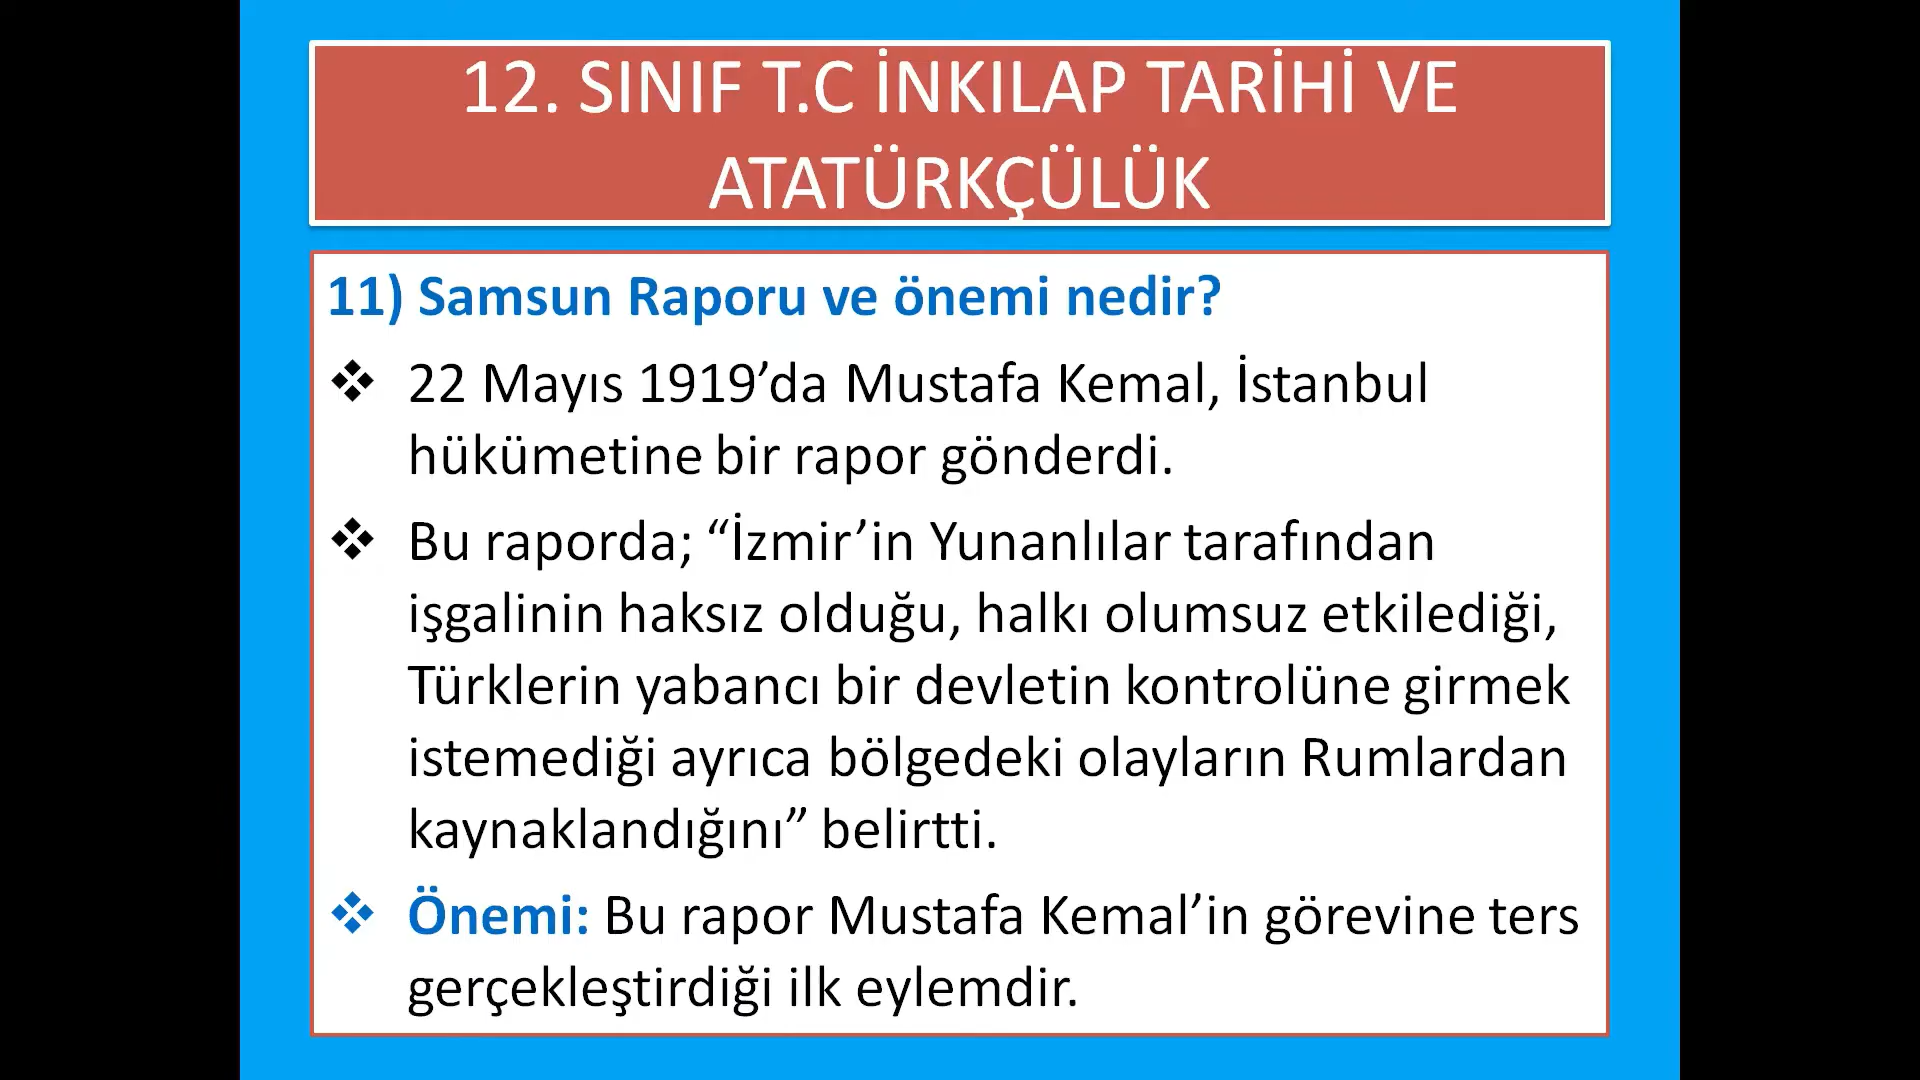 12. SINIF T.C İNKILAP TARİHİ VE
ATATÜRKÇÜLÜK
11) Samsun Raporu ve önemi nedir?
❖ 22 Mayıs 1919’da Mustafa Kemal, İstanbul
hükümetine bir rapor gönderdi.
❖ Bu raporda; “İzmir’in Yunanlılar tarafından
işgalinin haksız olduğu, halkı olumsuz etkilediği,
Türklerin yabancı bir devletin kontrolüne girmek
istemediği ayrıca bölgedeki olayların Rumlardan
kaynaklandığını” belirtti.
❖ Önemi: Bu rapor Mustafa Kemal’in görevine ters
gerçekleştirdiği ilk eylemdir.